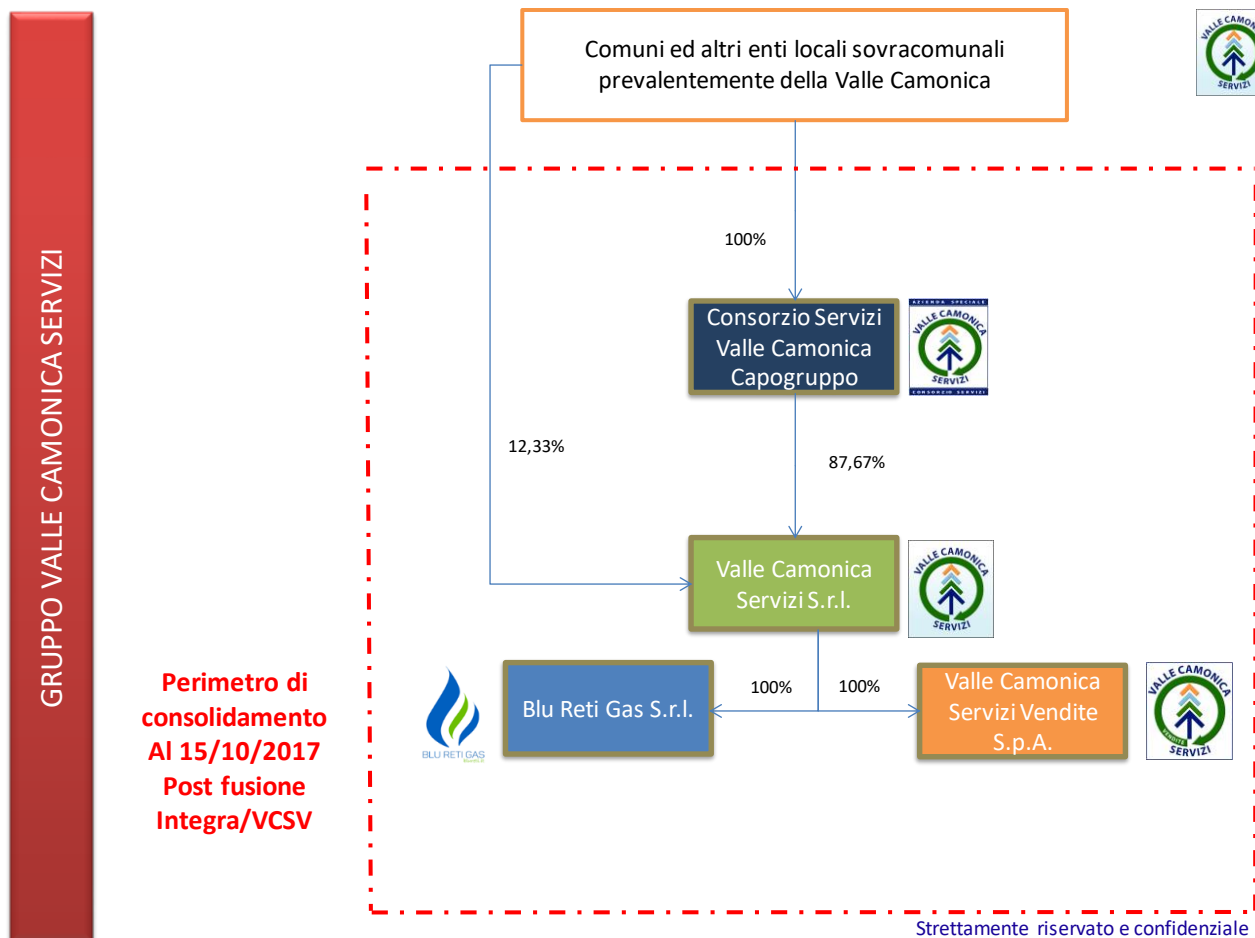 GRUPPO VALLE CAMONICA SERVIZI
Comuni ed altri enti locali sovracomunali
prevalentemente della Valle Camonica
VALLE CAMONICA
SERVIZI
100%
Consorzio Servizi
Valle Camonica
Capogruppo
AZIENDA SPECIALE
VALLE CAMONICA
SERVIZI
CONSORZIO SERVIZI
12,33%
87,67%
Valle Camonica
Servizi S.r.l.
VALLE CAMONICA
SERVIZI
BLU RETI GAS
Blu Reti Gas S.r.l.
100%
100%
Valle Camonica
Servizi Vendite
S.p.A.
VALLE CAMONICA
VENDITE
SERVIZI
Perimetro di
consolidamento
Al 15/10/2017
Post fusione
Integra/VCSV
Strettamente riservato e confidenziale